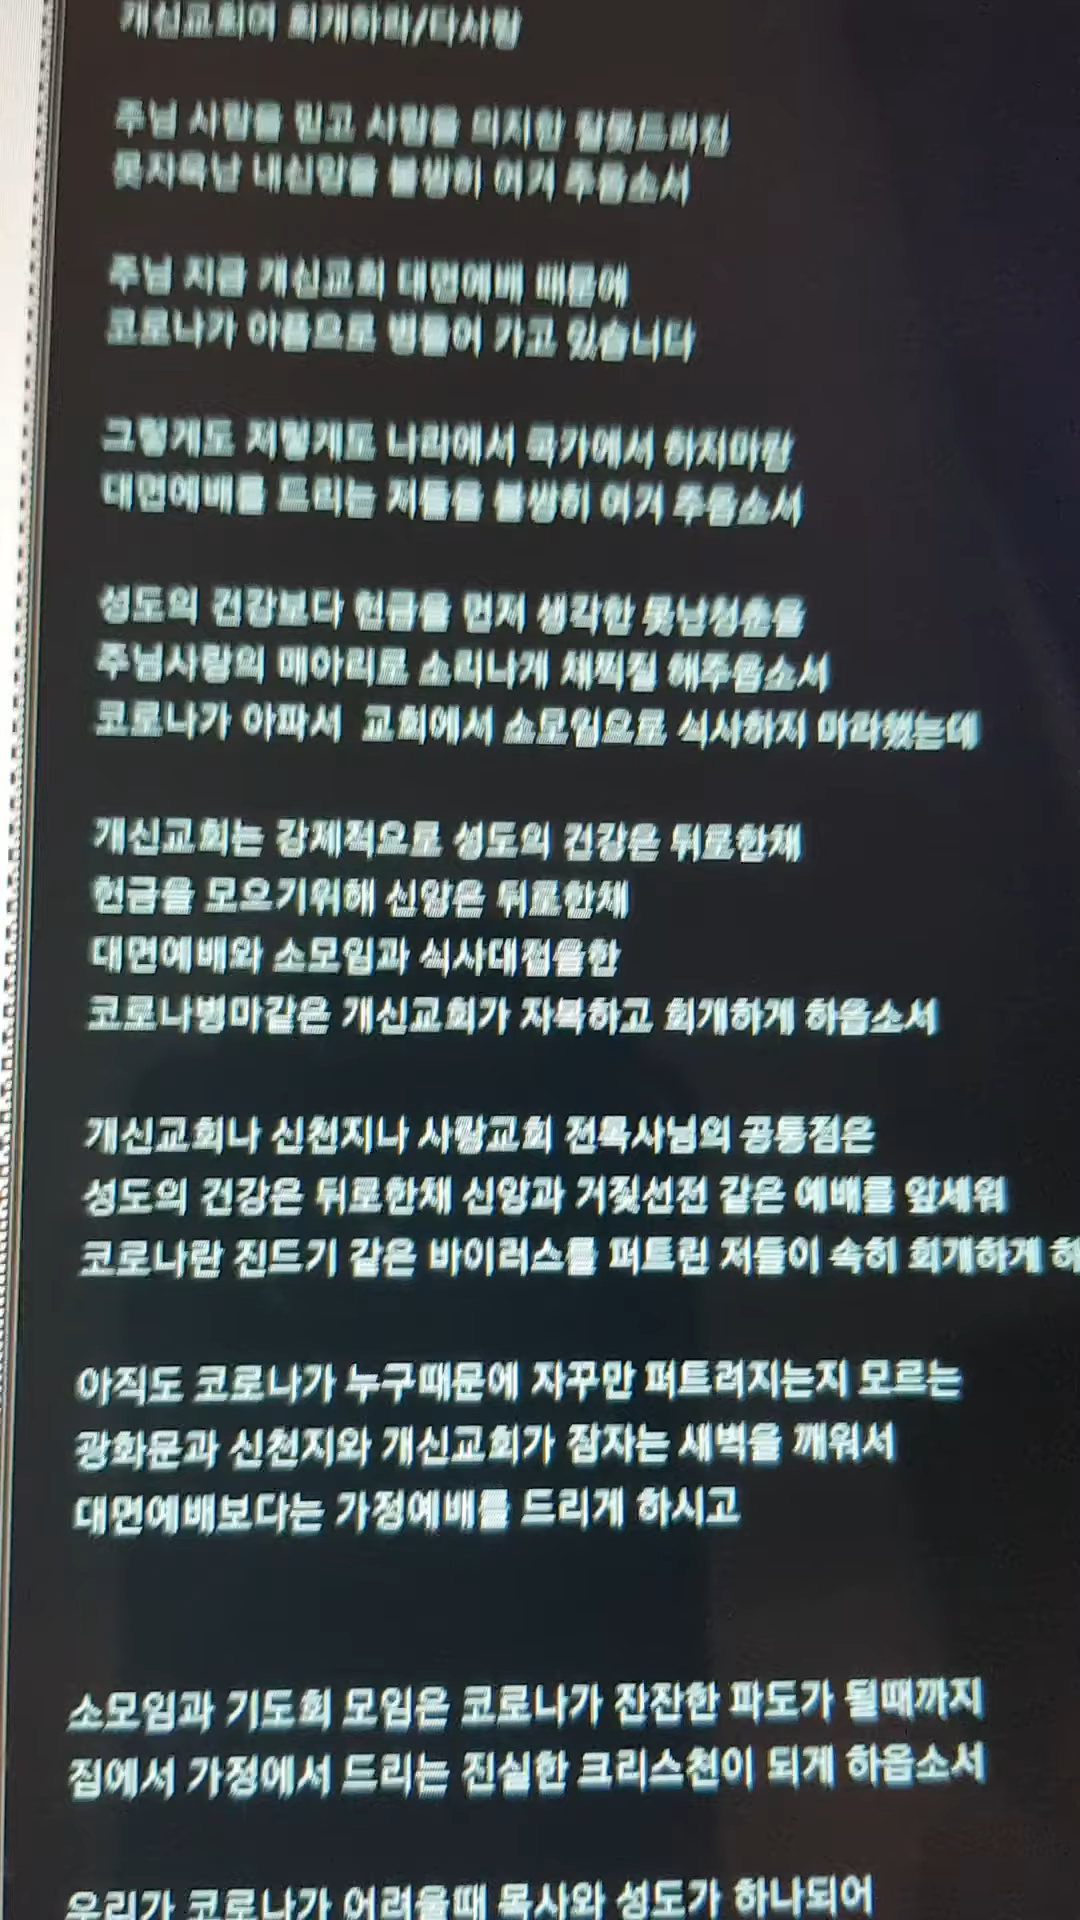 개신교회여 회개하라/다사랑
주님 사람을 믿고 사람을 의지한 잘못드러진
못자욱난 내신앙을 불쌍히 여겨 주옵소서
주님 지금 개신교회 대면예배 때문에
코로나가 아픔으로 병들어 가고 있습니다
그렇게도 저렇게도 나라에서 국가에서 하지마란
대면예배를 드리는 저들을 불쌍히 여겨 주옵소서
성도의 건강보다 헌금을 먼저 생각한 못남청춘을
주님사랑의 매아리로 소리나게 채찍질 해주옵소서
코로나가 아파서 교회에서 소모임으로 식사하지 마라했는데
개신교회는 강제적으로 성도의 건강은 뒤로한채
헌금을 모으기위해 신앙은 뒤로한채
대면예배와 소모임과 식사대접을한
코로나병마같은 개신교회가 자복하고 회개하게 하옵소서
개신교회나 신천지나 사랑교회 전목사님의 공통점은
성도의 건강은 뒤로한채 신앙과 거짓선전 같은 예배를 앞세워
코로나란 진드기 같은 바이러스를 퍼트린 저들이 속히 회개하게 하
아직도 코로나가 누구때문에 자꾸만 퍼트려지는지 모르는
광화문과 신천지와 개신교회가 잠자는 새벽을 깨워서
대면예배보다는 가정예배를 드리게 하시고
소모임과 기도회 모임은 코로나가 잔잔한 파도가 될때까지
집에서 가정에서 드리는 진실한 크리스천이 되게 하옵소서
우리가 코로나가 어려울때 목사와 성도가 하나되어